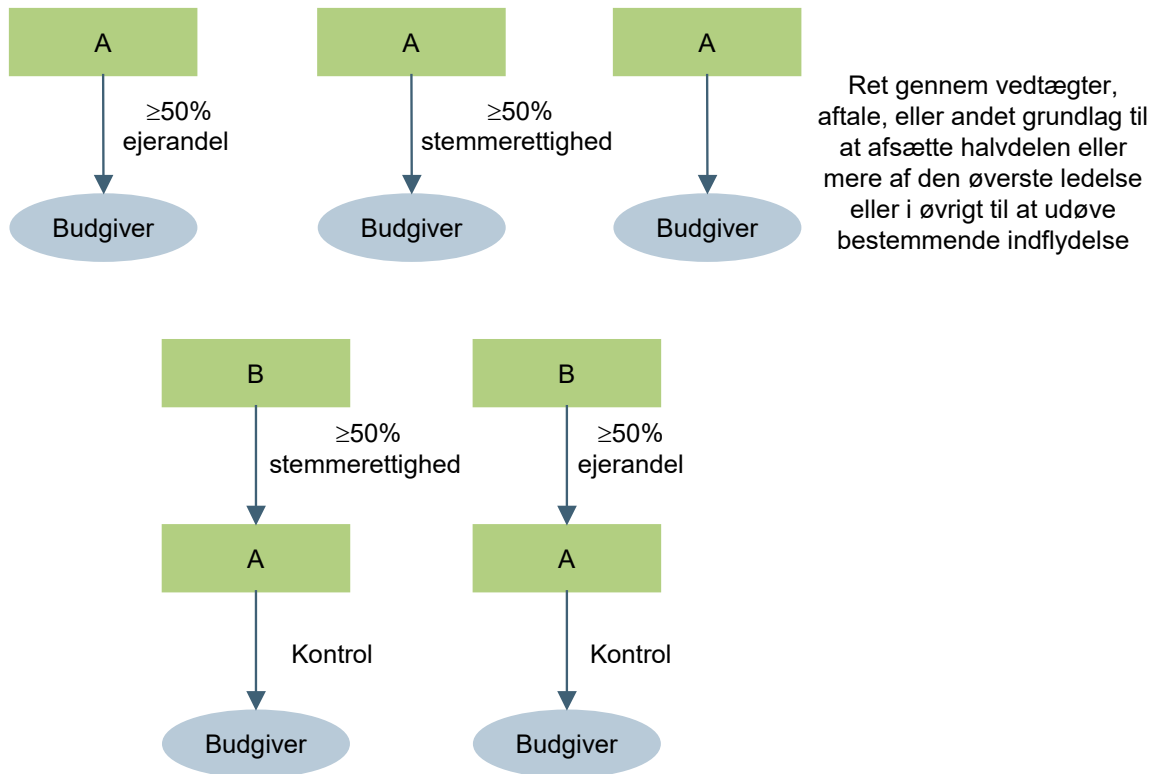 A
≥50%
ejerandel
Budgiver
A
≥50%
stemmerettighed
Budgiver
A
Budgiver
Ret gennem vedtægter,
aftale, eller andet grundlag til
at afsætte halvdelen eller
mere af den øverste ledelse
eller i øvrigt til at udøve
bestemmende indflydelse
B
≥50%
stemmerettighed
A
Kontrol
Budgiver
B
≥50%
ejerandel
A
Kontrol
Budgiver